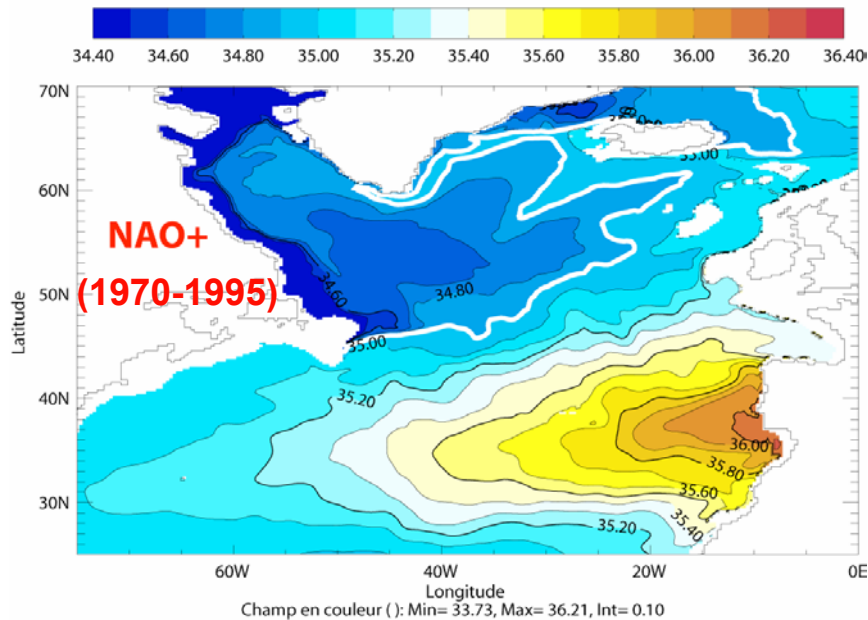 34.40 34.60 34.80 35.00 35.20 35.40 35.60 35.80 36.00 36.20 36.40
70N
60N
50N
40N
30N
Latitude
NAO+
(1970-1995)
34.60
34.80
35.00
35.00
35.20
36.00
35.80
35.60
35.40
35.20
60W 40W 20W 0E
Longitude
Champ en couleur ( ): Min= 33.73, Max= 36.21, Int= 0.10